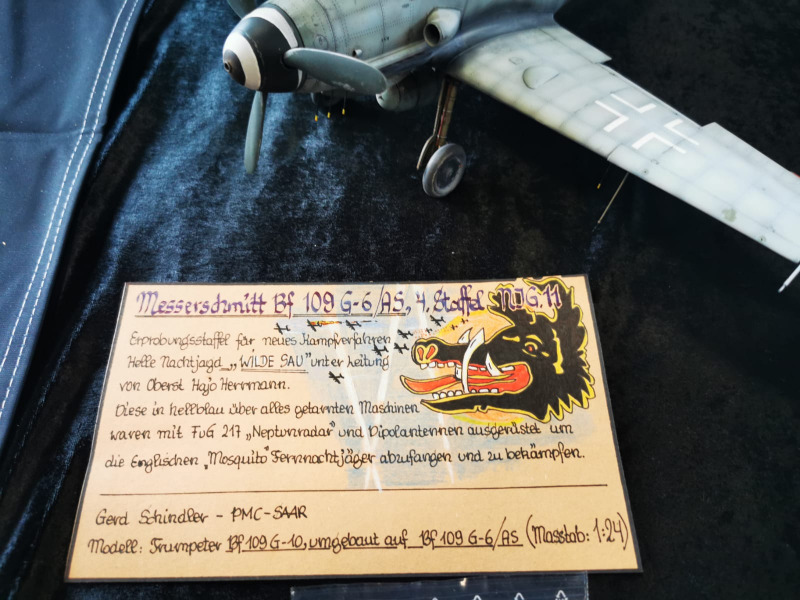 Messerschmitt Bf 109 G-6/AS, 4. Staffel NJG. 11
Erprobungsstaffel für neues Kampfverfahren
Helle Nachtjagd „WILDE SAU" unter Leitung
von Oberst Hajo Herrmann.
Diese in hellblau über alles getarnten Maschinen
waren mit FuG 217 „Neptunradar" und Dipolantennen ausgerüstet um
die Englischen „Mosquito" Fernnachtjäger abzufangen und zu bekämpfen.
Gerd Schindler - PMC-SAAR
Modell: Trumpeter Bf 109 G-10, umgebaut auf Bf 109 G-6/AS (Masstab: 1:24)